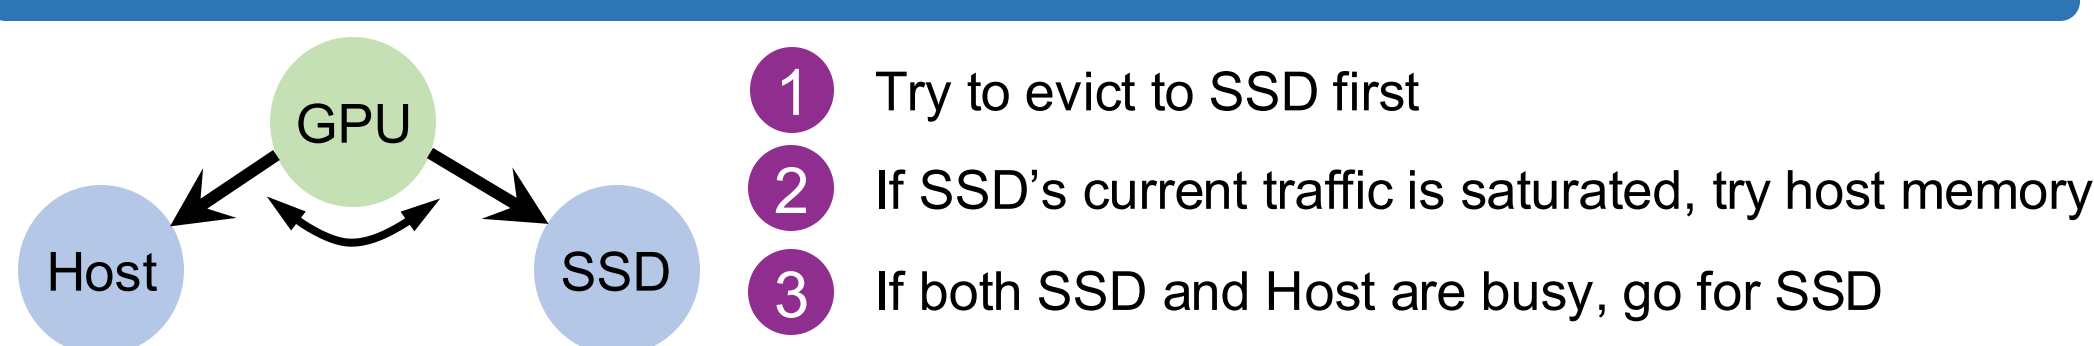 GPU
Host
SSD
1 Try to evict to SSD first
2 If SSD’s current traffic is saturated, try host memory
3 If both SSD and Host are busy, go for SSD